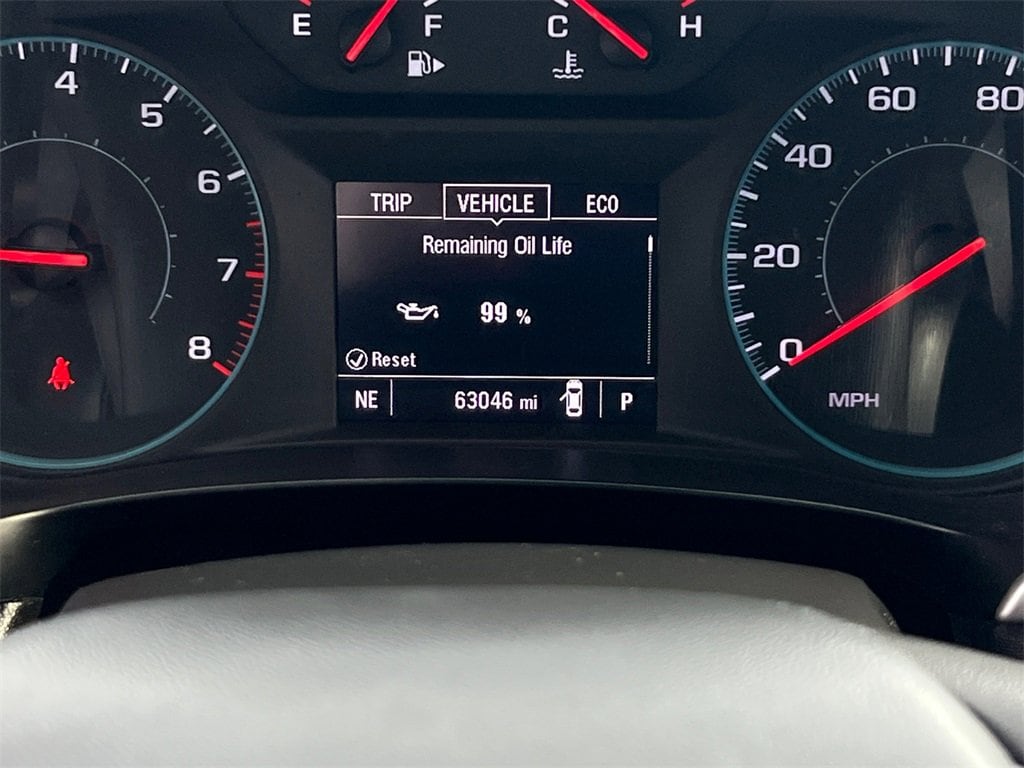 E F C H
4
5
6
7
8
TRIP VEHICLE ECO
Remaining Oil Life
99 %
Reset
NE 63046 mi P
80
60
40
20
0
MPH